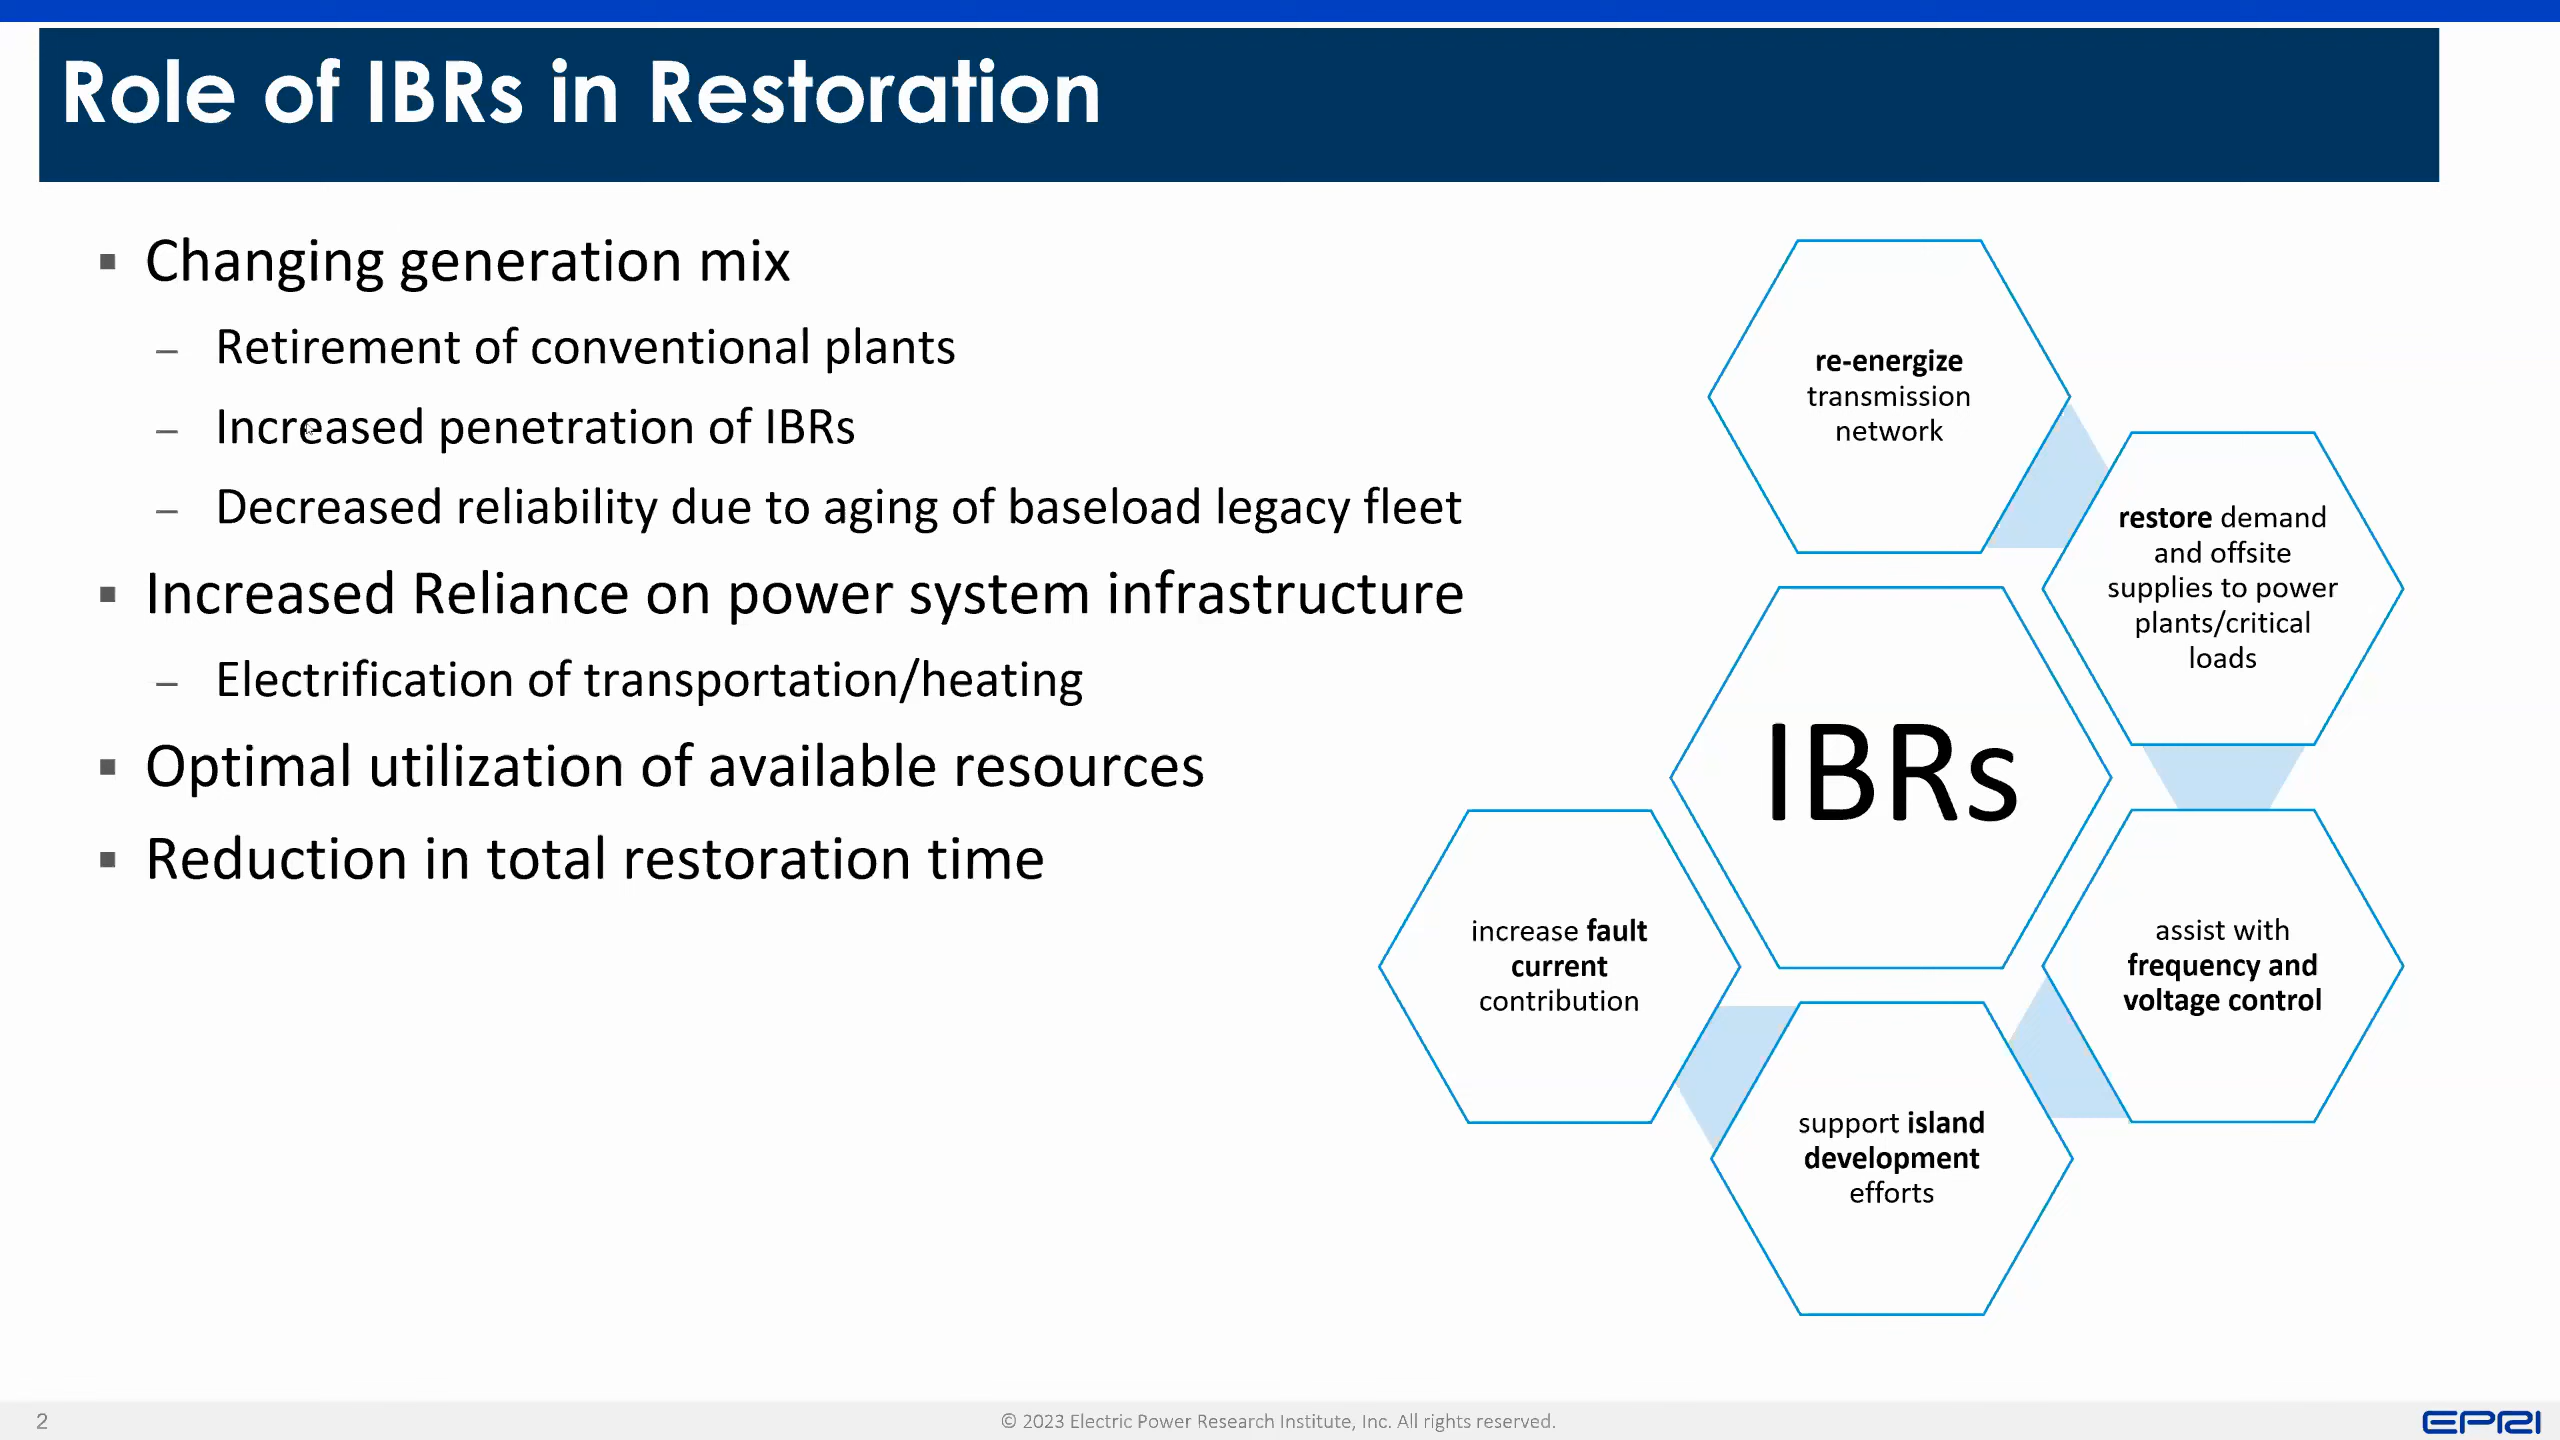 Role of IBRs in Restoration
▪ Changing generation mix
– Retirement of conventional plants
– Increased penetration of IBRs
– Decreased reliability due to aging of baseload legacy fleet
▪ Increased Reliance on power system infrastructure
– Electrification of transportation/heating
▪ Optimal utilization of available resources
▪ Reduction in total restoration time
re-energize
transmission
network
restore demand
and offsite
supplies to power
plants/critical
loads
IBRs
assist with
frequency and
voltage control
support island
development
efforts
increase fault
current
contribution
2
© 2023 Electric Power Research Institute, Inc. All rights reserved.
EPRI